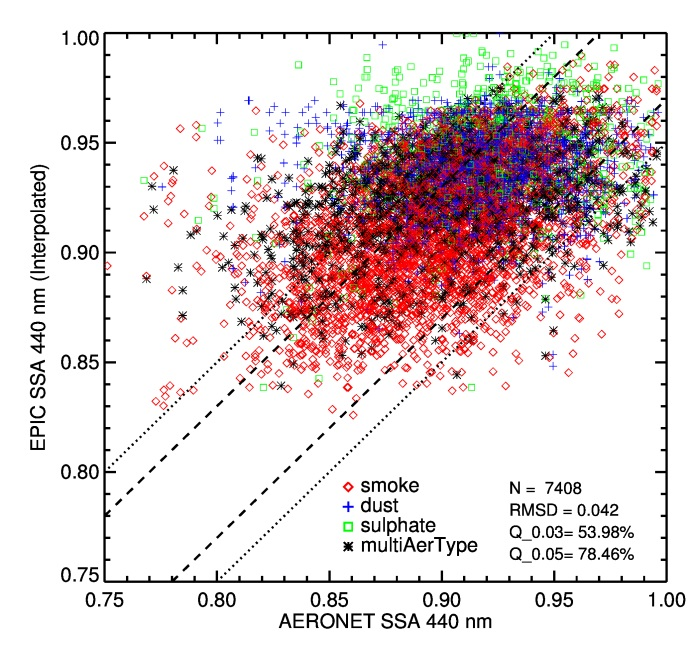 1.00
0.95
0.90
0.85
0.80
0.75
EPIC SSA 440 nm (Interpolated)
smoke
dust
sulphate
multiAerType
N = 7408
RMSD = 0.042
Q_0.03= 53.98%
Q_0.05= 78.46%
0.75 0.80 0.85 0.90 0.95 1.00
AERONET SSA 440 nm